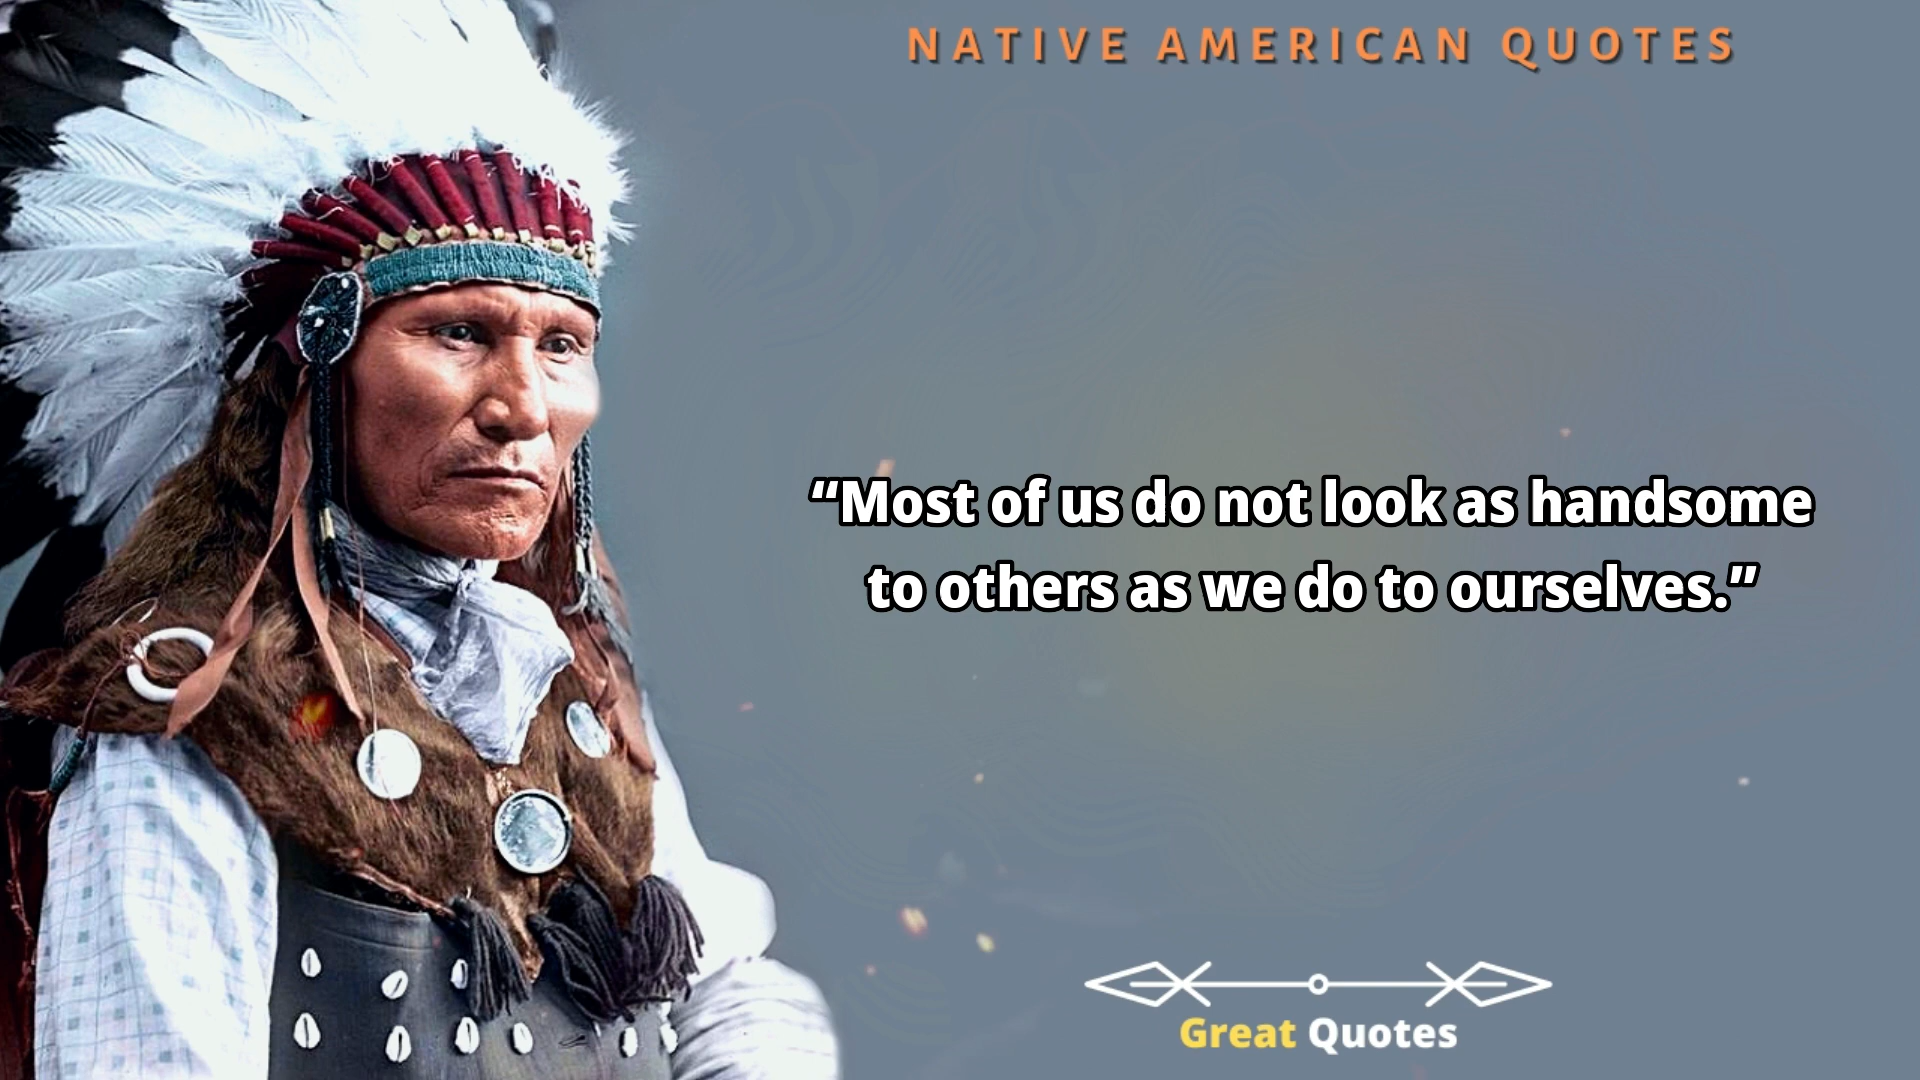 NATIVE AMERICAN QUOTES
“Most of us do not look as handsome
to others as we do to ourselves.”
Great Quotes